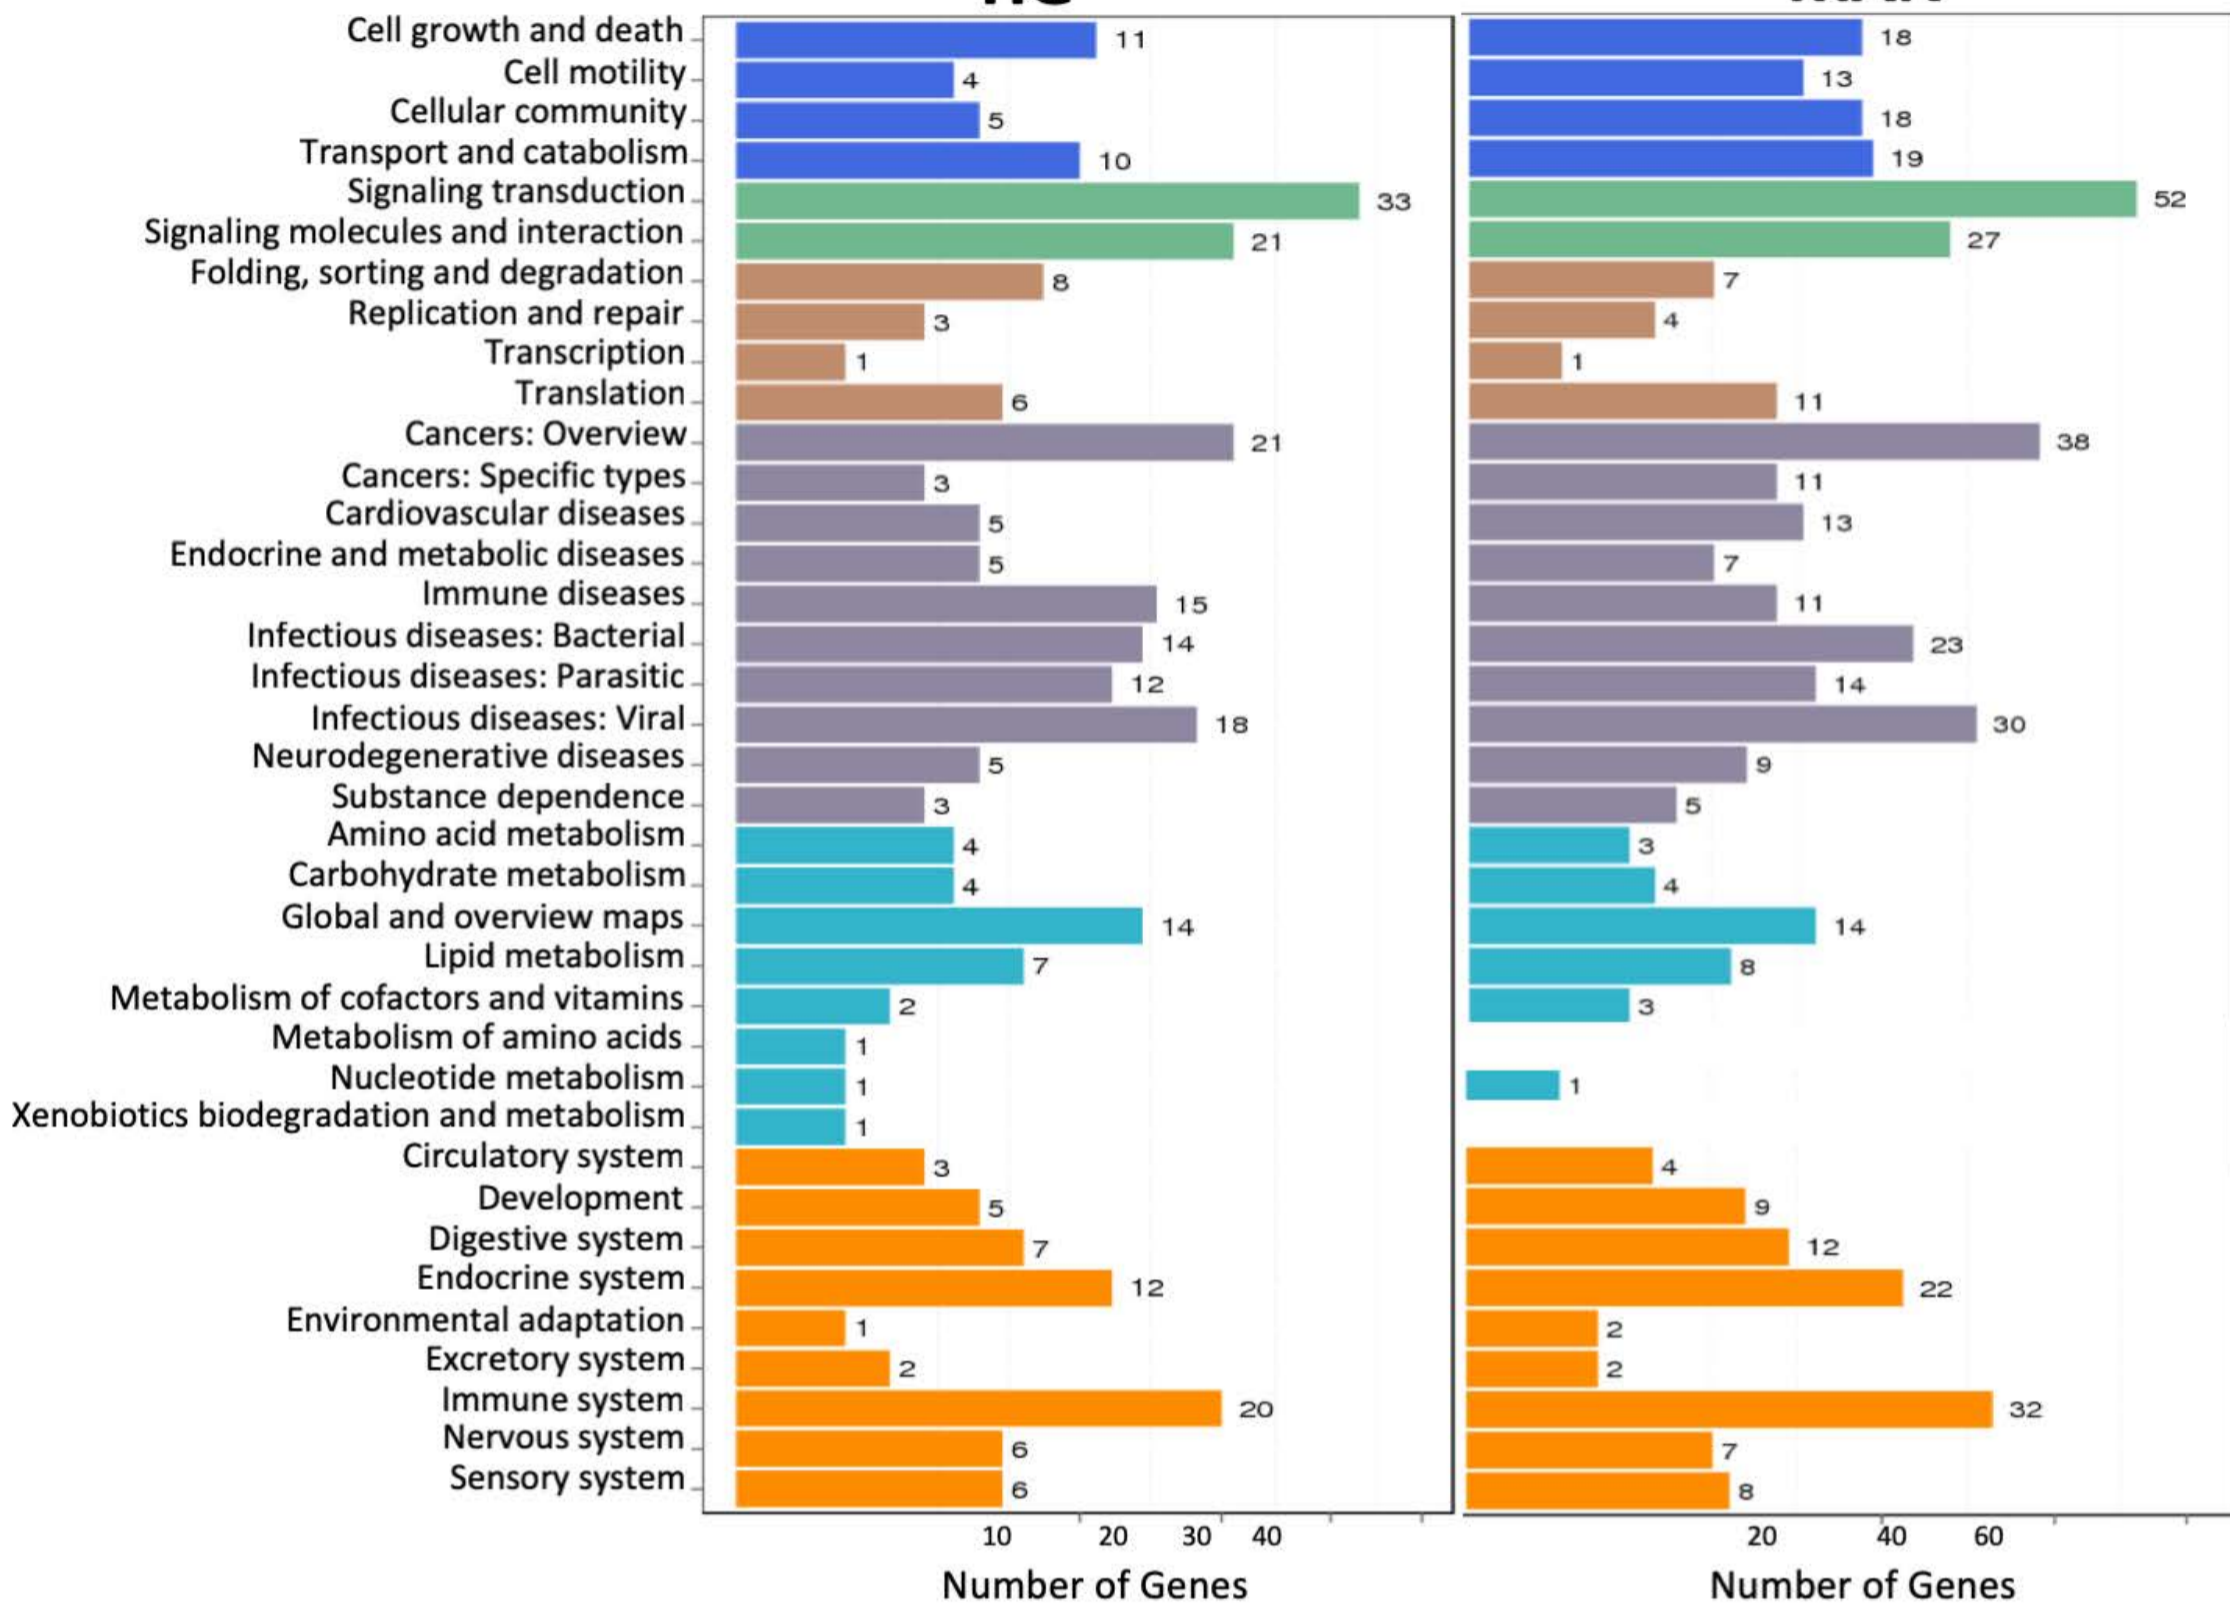 Cell growth and death 11 18
Cell motility 4 13
Cellular community 5 18
Transport and catabolism 10 19
Signaling transduction 33 52
Signaling molecules and interaction 21 27
Folding, sorting and degradation 8 7
Replication and repair 3 4
Transcription 1 1
Translation 6 11
Cancers: Overview 21 38
Cancers: Specific types 3 11
Cardiovascular diseases 5 13
Endocrine and metabolic diseases 5 7
Immune diseases 15 11
Infectious diseases: Bacterial 14 23
Infectious diseases: Parasitic 12 14
Infectious diseases: Viral 18 30
Neurodegenerative diseases 5 9
Substance dependence 3 5
Amino acid metabolism 4 3
Carbohydrate metabolism 4 4
Global and overview maps 14 14
Lipid metabolism 7 8
Metabolism of cofactors and vitamins 2 3
Metabolism of amino acids 1
Nucleotide metabolism 1 1
Xenobiotics biodegradation and metabolism 1
Circulatory system 3 4
Development 5 9
Digestive system 7 12
Endocrine system 12 22
Environmental adaptation 1 2
Excretory system 2 2
Immune system 20 32
Nervous system 6 7
Sensory system 6 8
10 20 30 40 20 40 60
Number of Genes Number of Genes